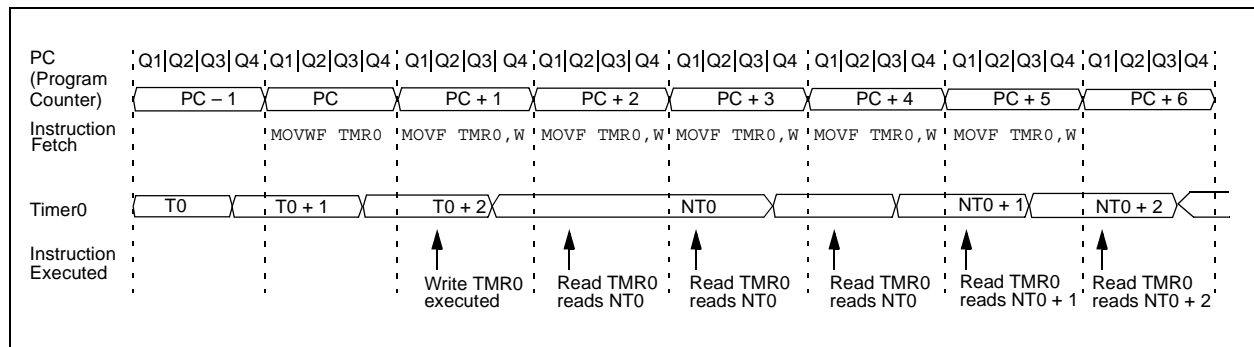 PC Q1|Q2|Q3|Q4 Q1|Q2|Q3|Q4 Q1|Q2|Q3|Q4 Q1|Q2|Q3|Q4 Q1|Q2|Q3|Q4 Q1|Q2|Q3|Q4 Q1|Q2|Q3|Q4 Q1|Q2|Q3|Q4
(Program
Counter) PC – 1 PC PC + 1 PC + 2 PC + 3 PC + 4 PC + 5 PC + 6
Instruction MOVWF TMR0 MOVF TMR0,W MOVF TMR0,W MOVF TMR0,W MOVF TMR0,W MOVF TMR0,W
Fetch
Timer0 T0 T0 + 1 T0 + 2 NT0 NT0 + 1 NT0 + 2
Instruction
Executed Write TMR0 Read TMR0 Read TMR0 Read TMR0 Read TMR0 Read TMR0
executed reads NT0 reads NT0 reads NT0 reads NT0 + 1 reads NT0 + 2